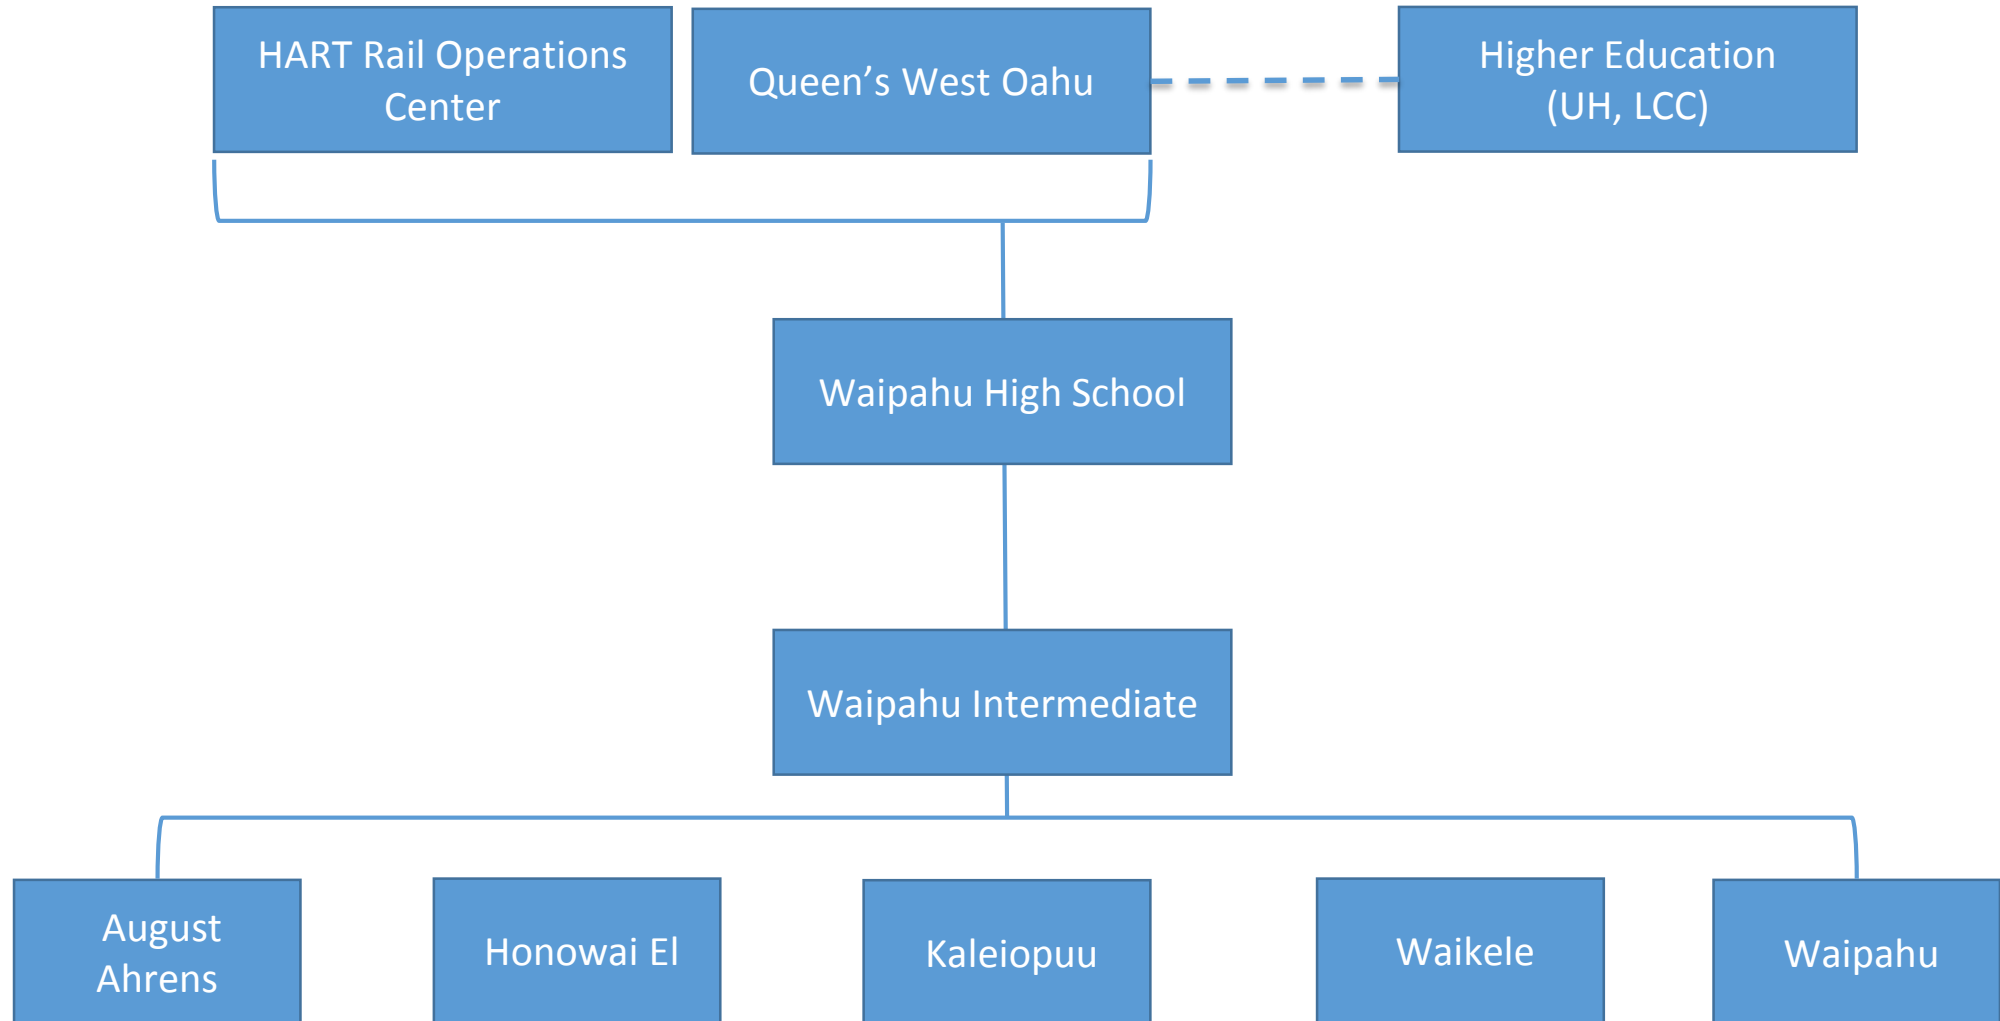 HART Rail Operations
Center
Queen’s West Oahu
Higher Education
(UH, LCC)
Waipahu High School
Waipahu Intermediate
August
Ahrens
Honowai El
Kaleiopuu
Waikele
Waipahu